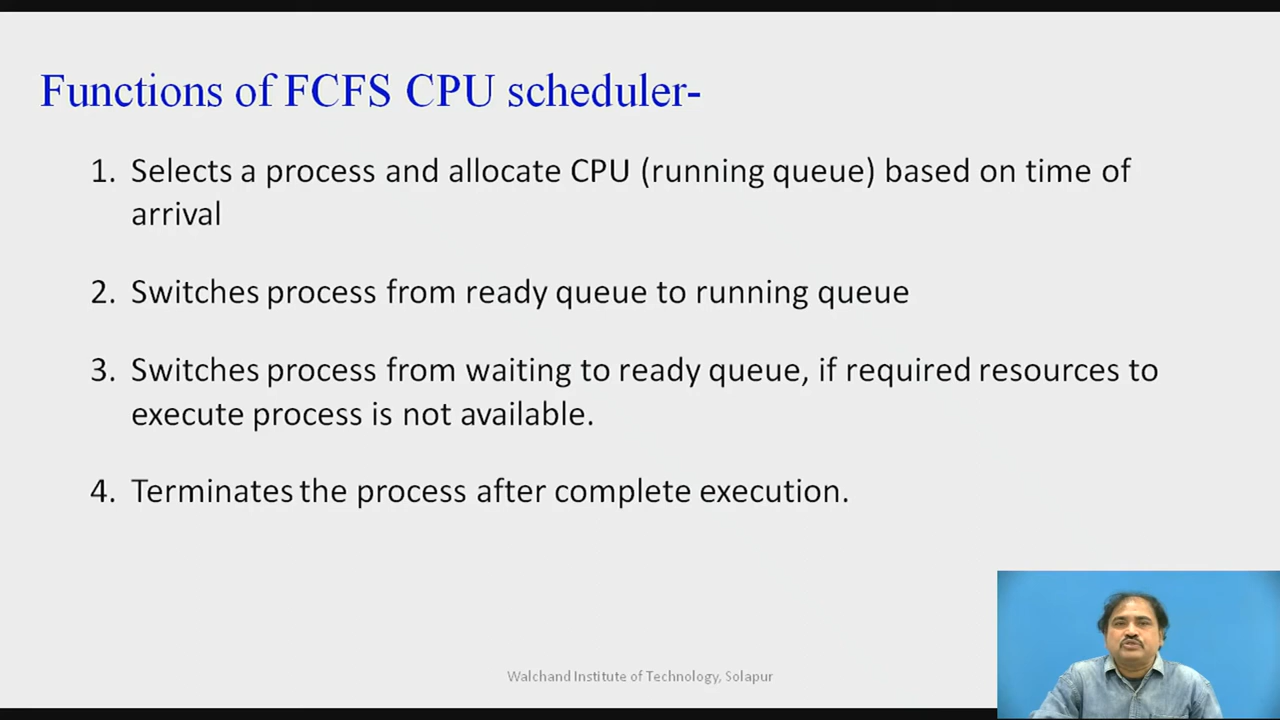 Functions of FCFS CPU scheduler-
1. Selects a process and allocate CPU (running queue) based on time of
arrival
2. Switches process from ready queue to running queue
3. Switches process from waiting to ready queue, if required resources to
execute process is not available.
4. Terminates the process after complete execution.
Walchand Institute of Technology, Solapur